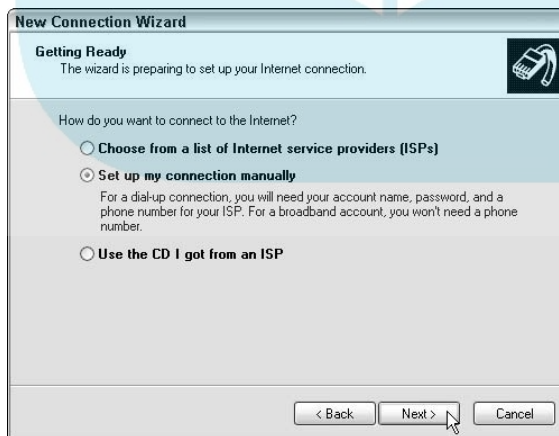 New Connection Wizard
Getting Ready
The wizard is preparing to set up your Internet connection.
How do you want to connect to the Internet?
Choose from a list of Internet service providers (ISPs)
Set up my connection manually
For a dial-up connection, you will need your account name, password, and a
phone number for your ISP. For a broadband account, you won't need a phone
number.
Use the CD I got from an ISP
< Back Next > Cancel